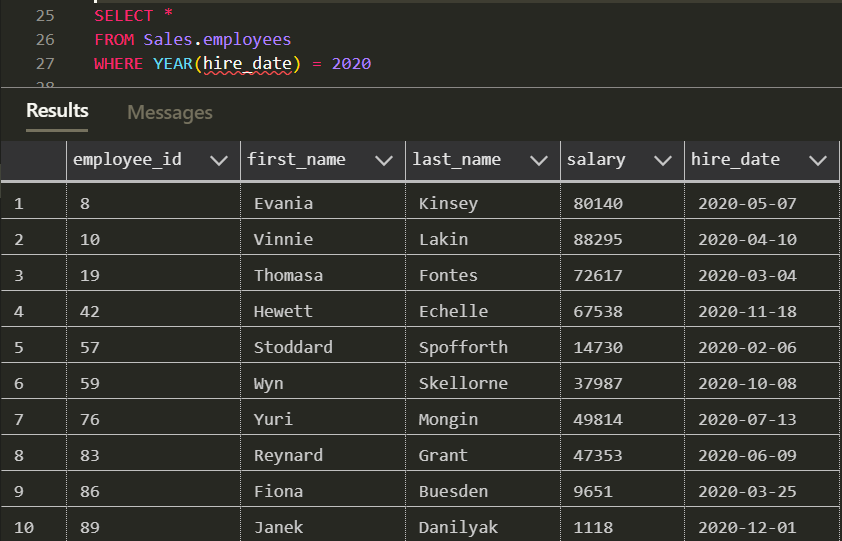 25 SELECT *
26 FROM Sales.employees
27 WHERE YEAR(hire_date) = 2020
28
Results Messages
employee_id first_name last_name salary hire_date
1 8 Evania Kinsey 80140 2020-05-07
2 10 Vinnie Lakin 88295 2020-04-10
3 19 Thomasa Fontes 72617 2020-03-04
4 42 Hewett Echelle 67538 2020-11-18
5 57 Stoddard Spofforth 14730 2020-02-06
6 59 Wyn Skellorne 37987 2020-10-08
7 76 Yuri Mongin 49814 2020-07-13
8 83 Reynard Grant 47353 2020-06-09
9 86 Fiona Buesden 9651 2020-03-25
10 89 Janek Danilyak 1118 2020-12-01